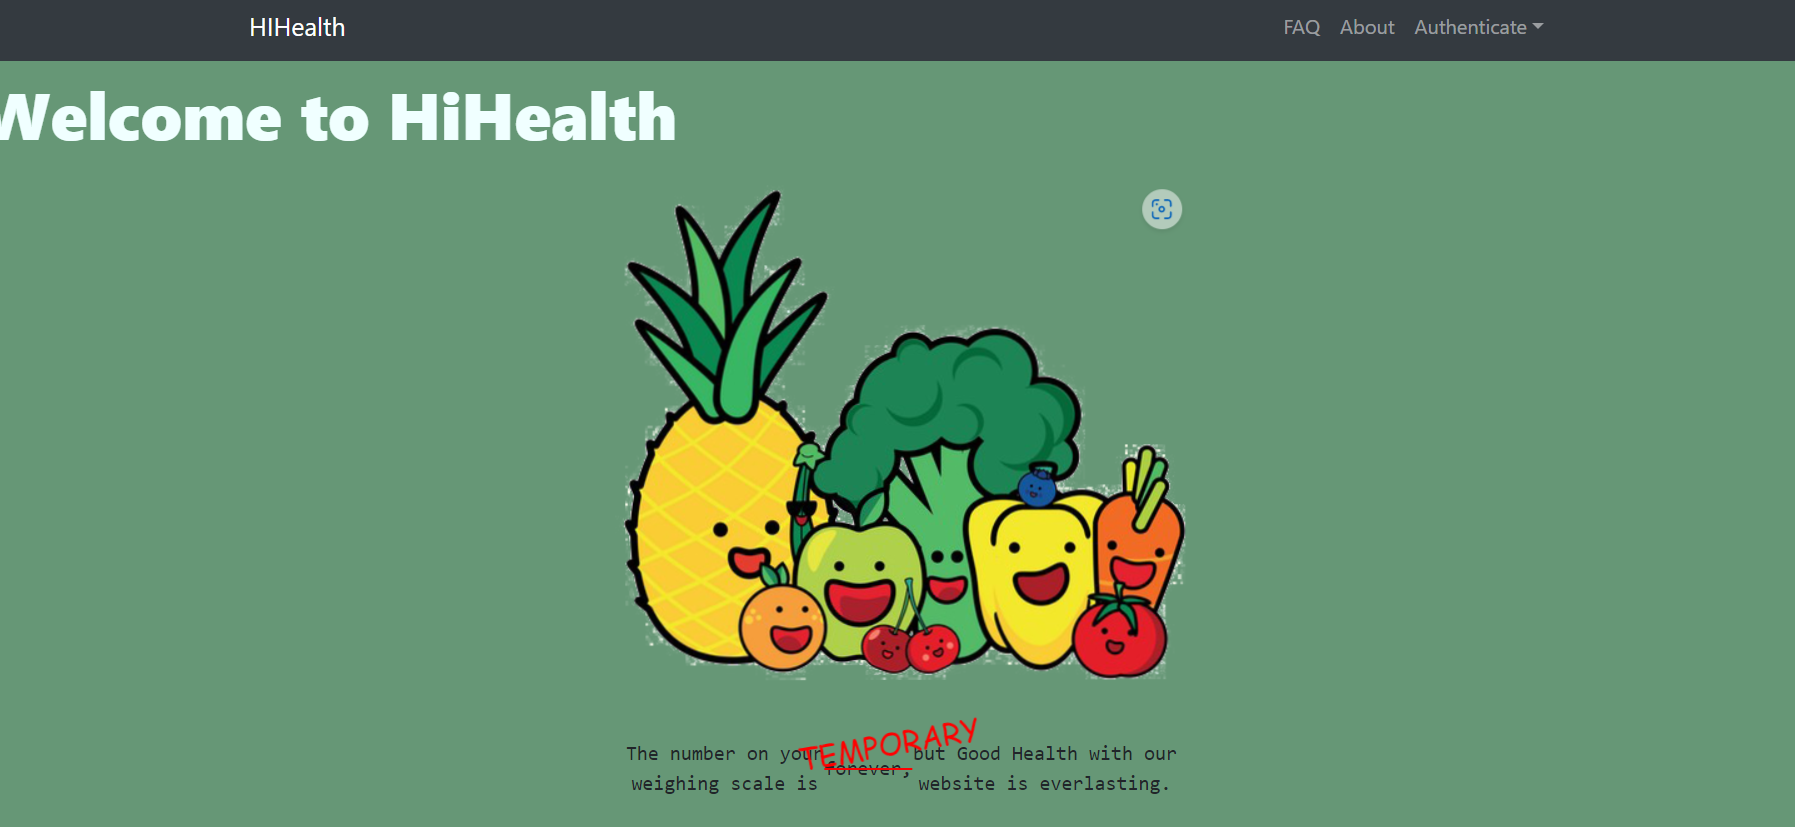 HIHealth
FAQ About Authenticate
Welcome to HiHealth
TEMPORARY
The number on your forever, but Good Health with our
weighing scale is website is everlasting.